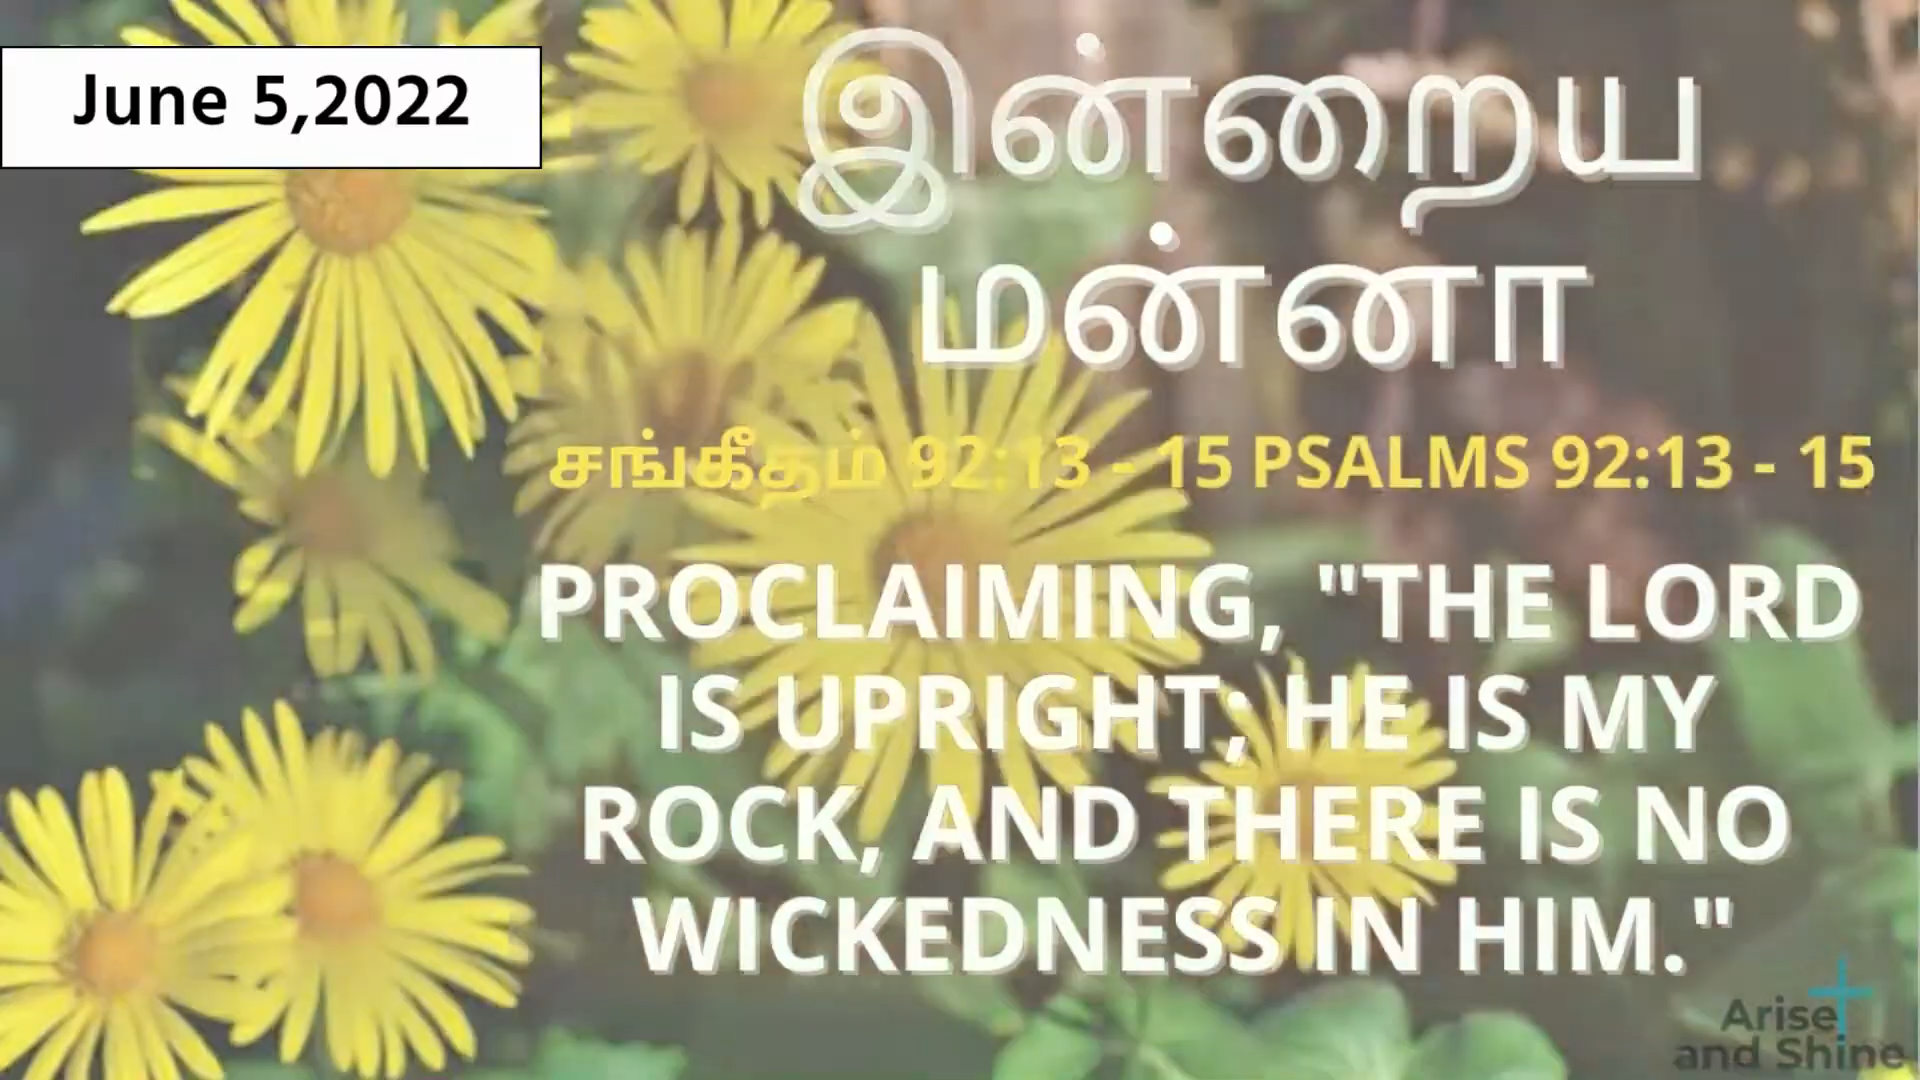 June 5,2022
இன்றைய
மன்னா
சங்கீதம் 92:13 - 15 PSALMS 92:13 - 15
PROCLAIMING, "THE LORD
IS UPRIGHT; HE IS MY
ROCK, AND THERE IS NO
WICKEDNESS IN HIM."
Arise
and Shine